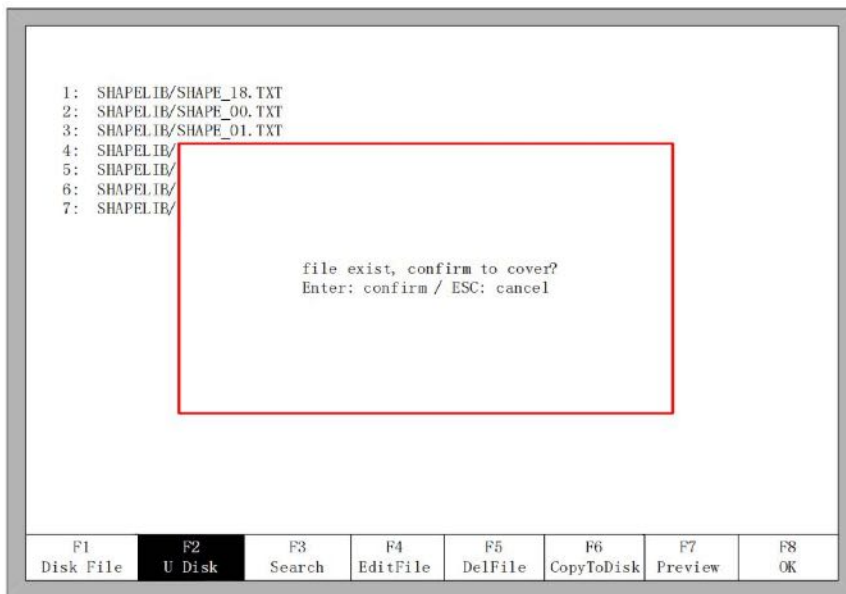 1: SHAPELIB/SHAPE_18.TXT
2: SHAPELIB/SHAPE_00.TXT
3: SHAPELIB/SHAPE_01.TXT
4: SHAPELIB/
5: SHAPELIB/
6: SHAPELIB/
7: SHAPELIB/
file exist, confirm to cover?
Enter: confirm / ESC: cancel
F1 F2 F3 F4 F5 F6 F7 F8
Disk File U Disk Search EditFile DelFile CopyToDisk Preview OK